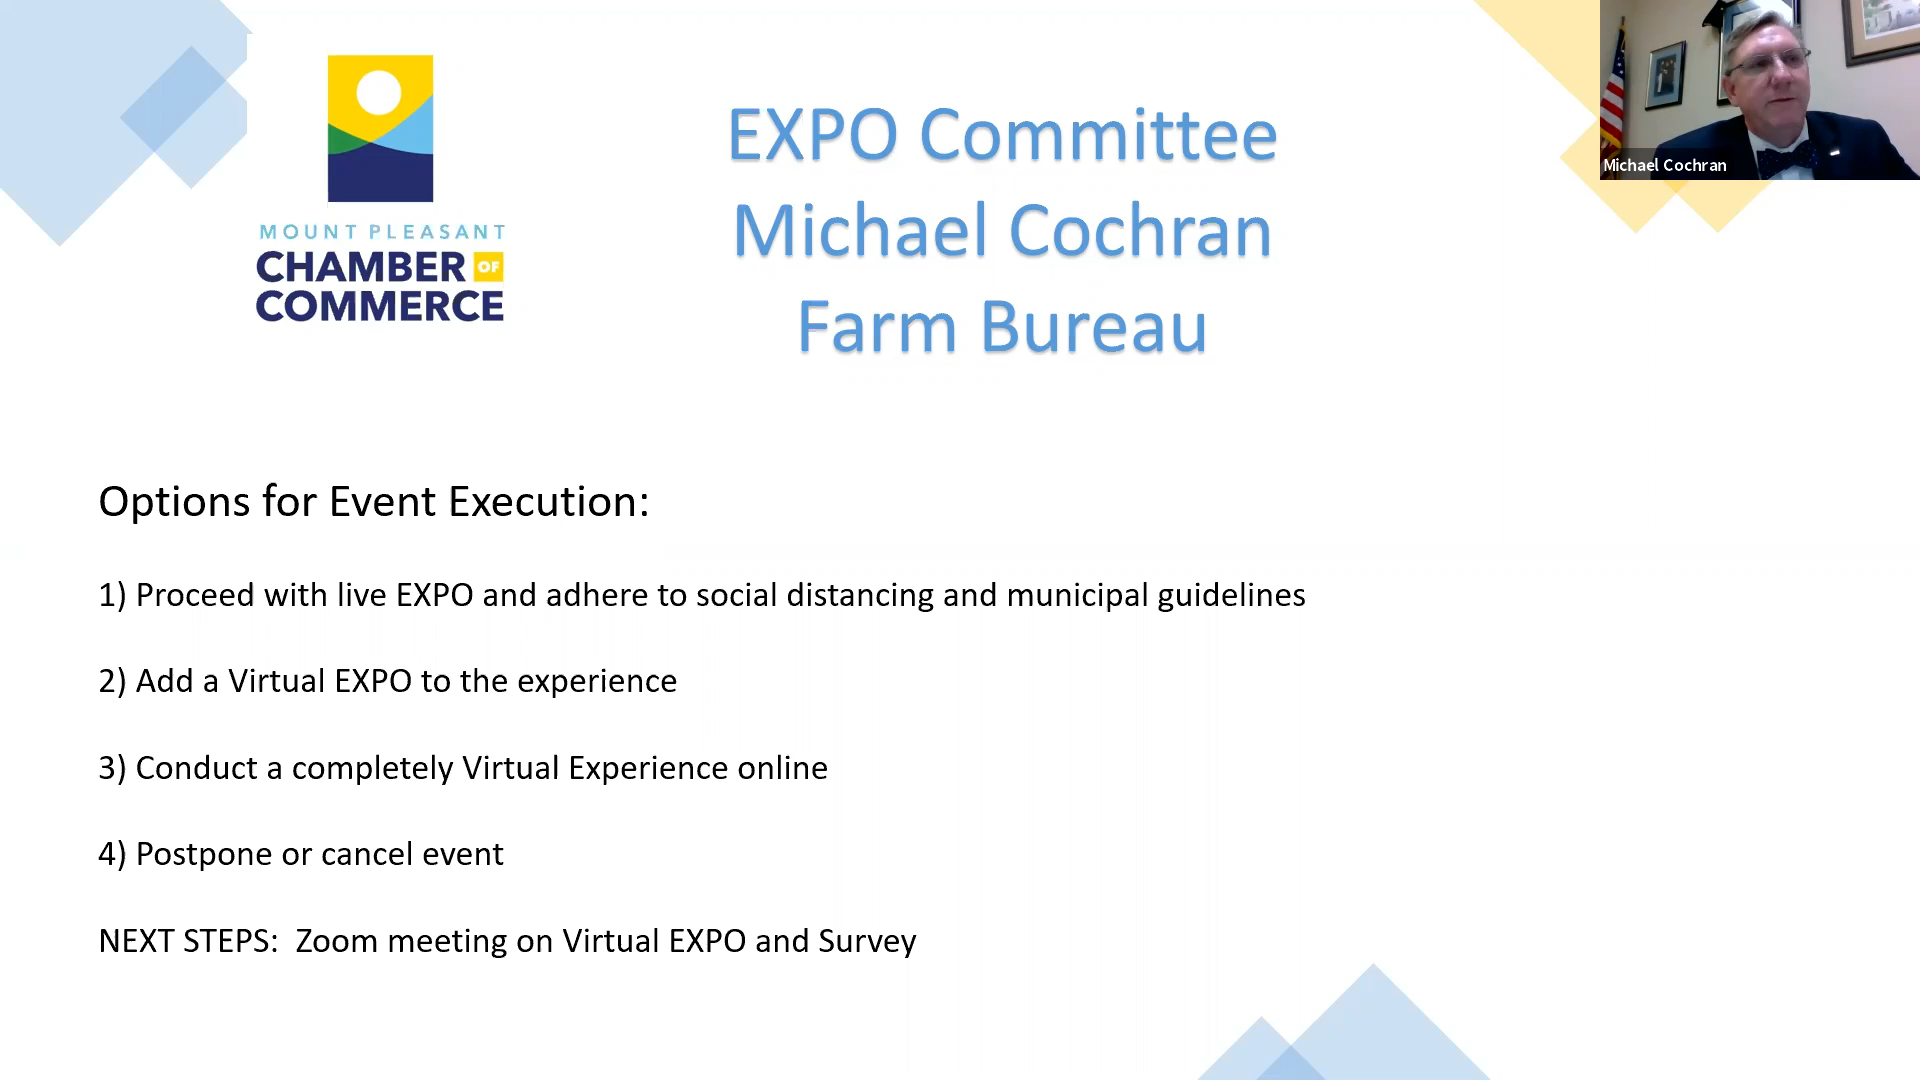 MOUNT PLEASANT
CHAMBER OF
COMMERCE
EXPO Committee
Michael Cochran
Farm Bureau
Michael Cochran
Options for Event Execution:
1) Proceed with live EXPO and adhere to social distancing and municipal guidelines
2) Add a Virtual EXPO to the experience
3) Conduct a completely Virtual Experience online
4) Postpone or cancel event
NEXT STEPS:  Zoom meeting on Virtual EXPO and Survey